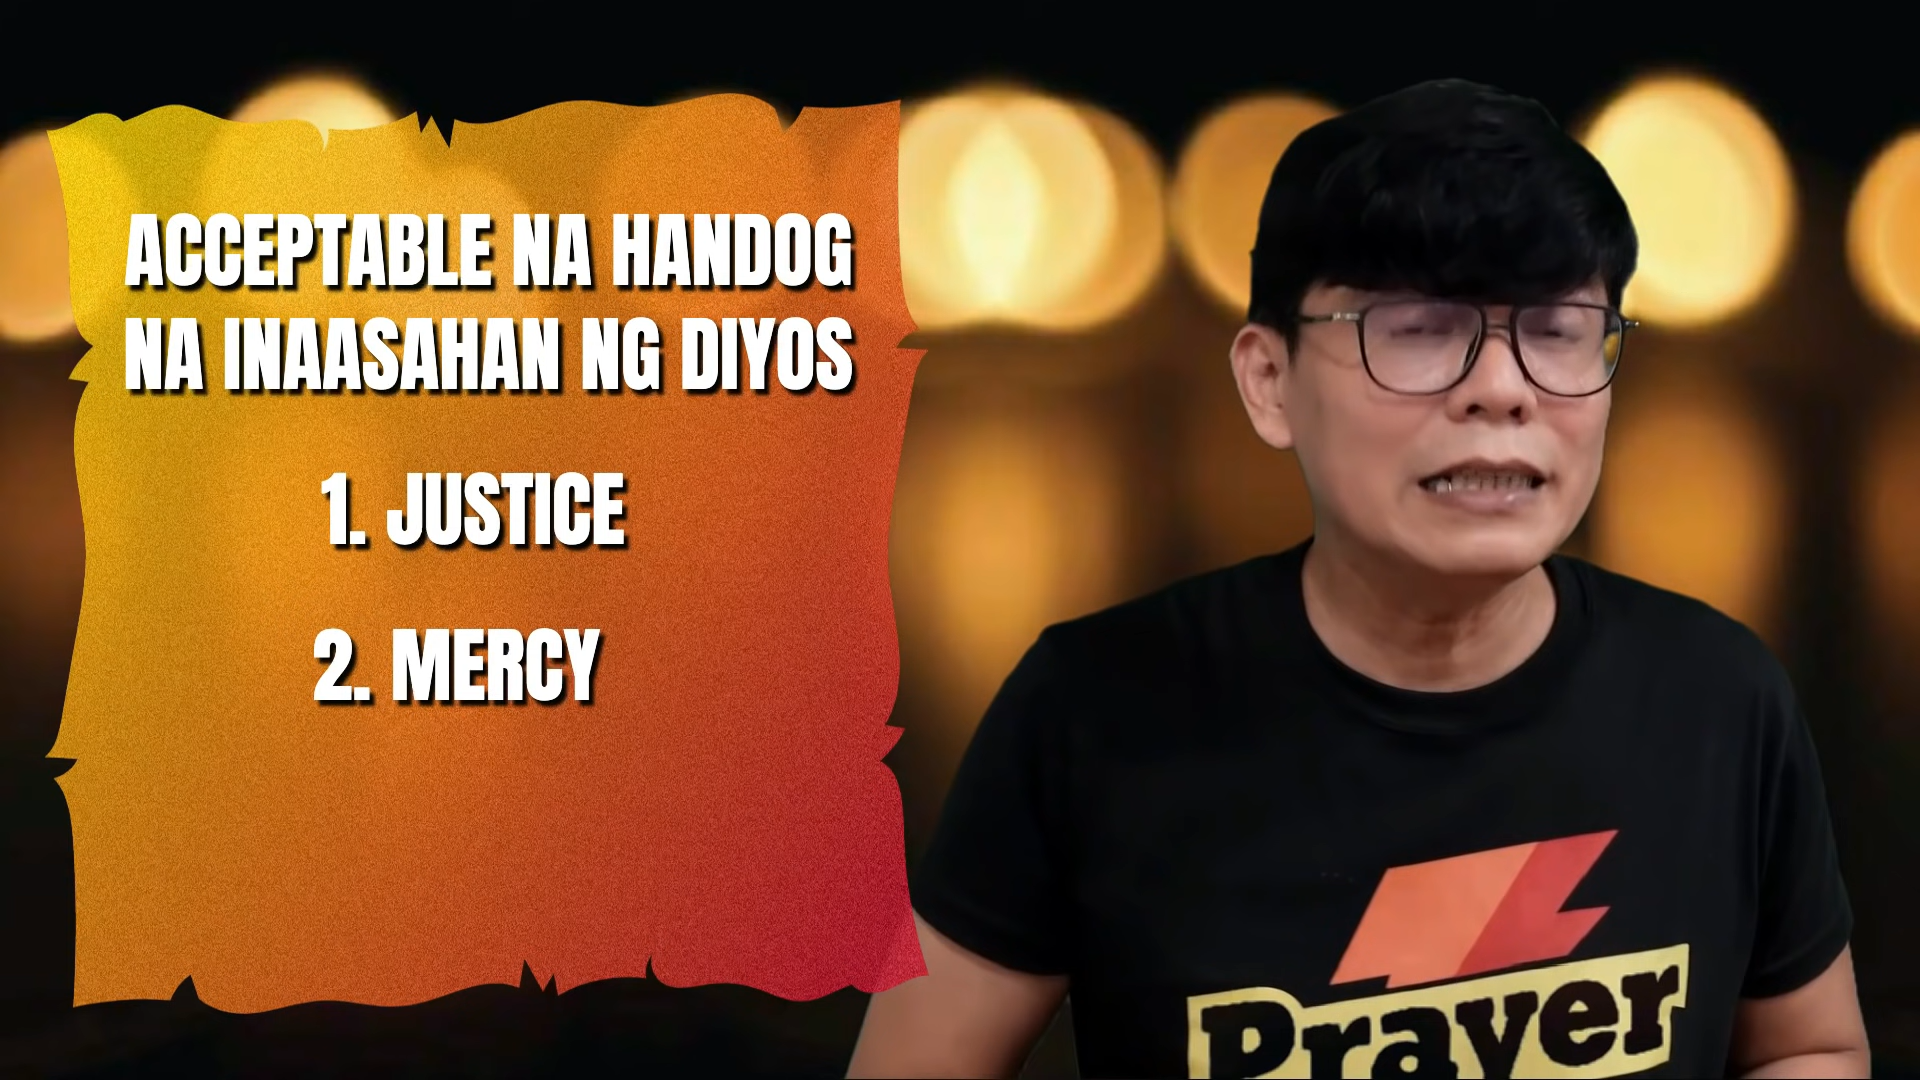 ACCEPTABLE NA HANDOG
NA INAASAHAN NG DIYOS
1. JUSTICE
2. MERCY
Prayer